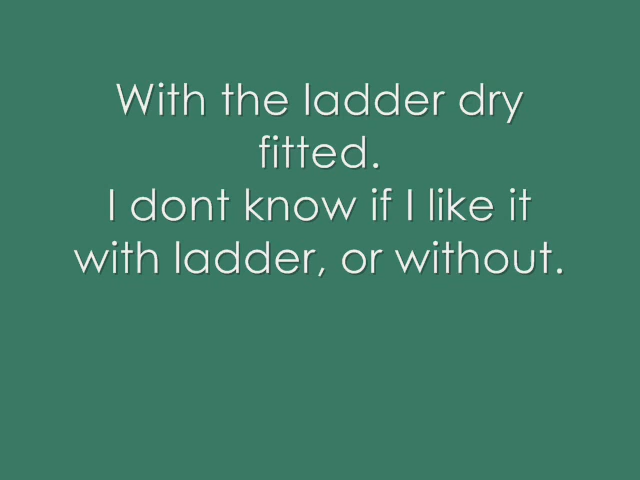 With the ladder dry
fitted.
I dont know if I like it
with ladder, or without.